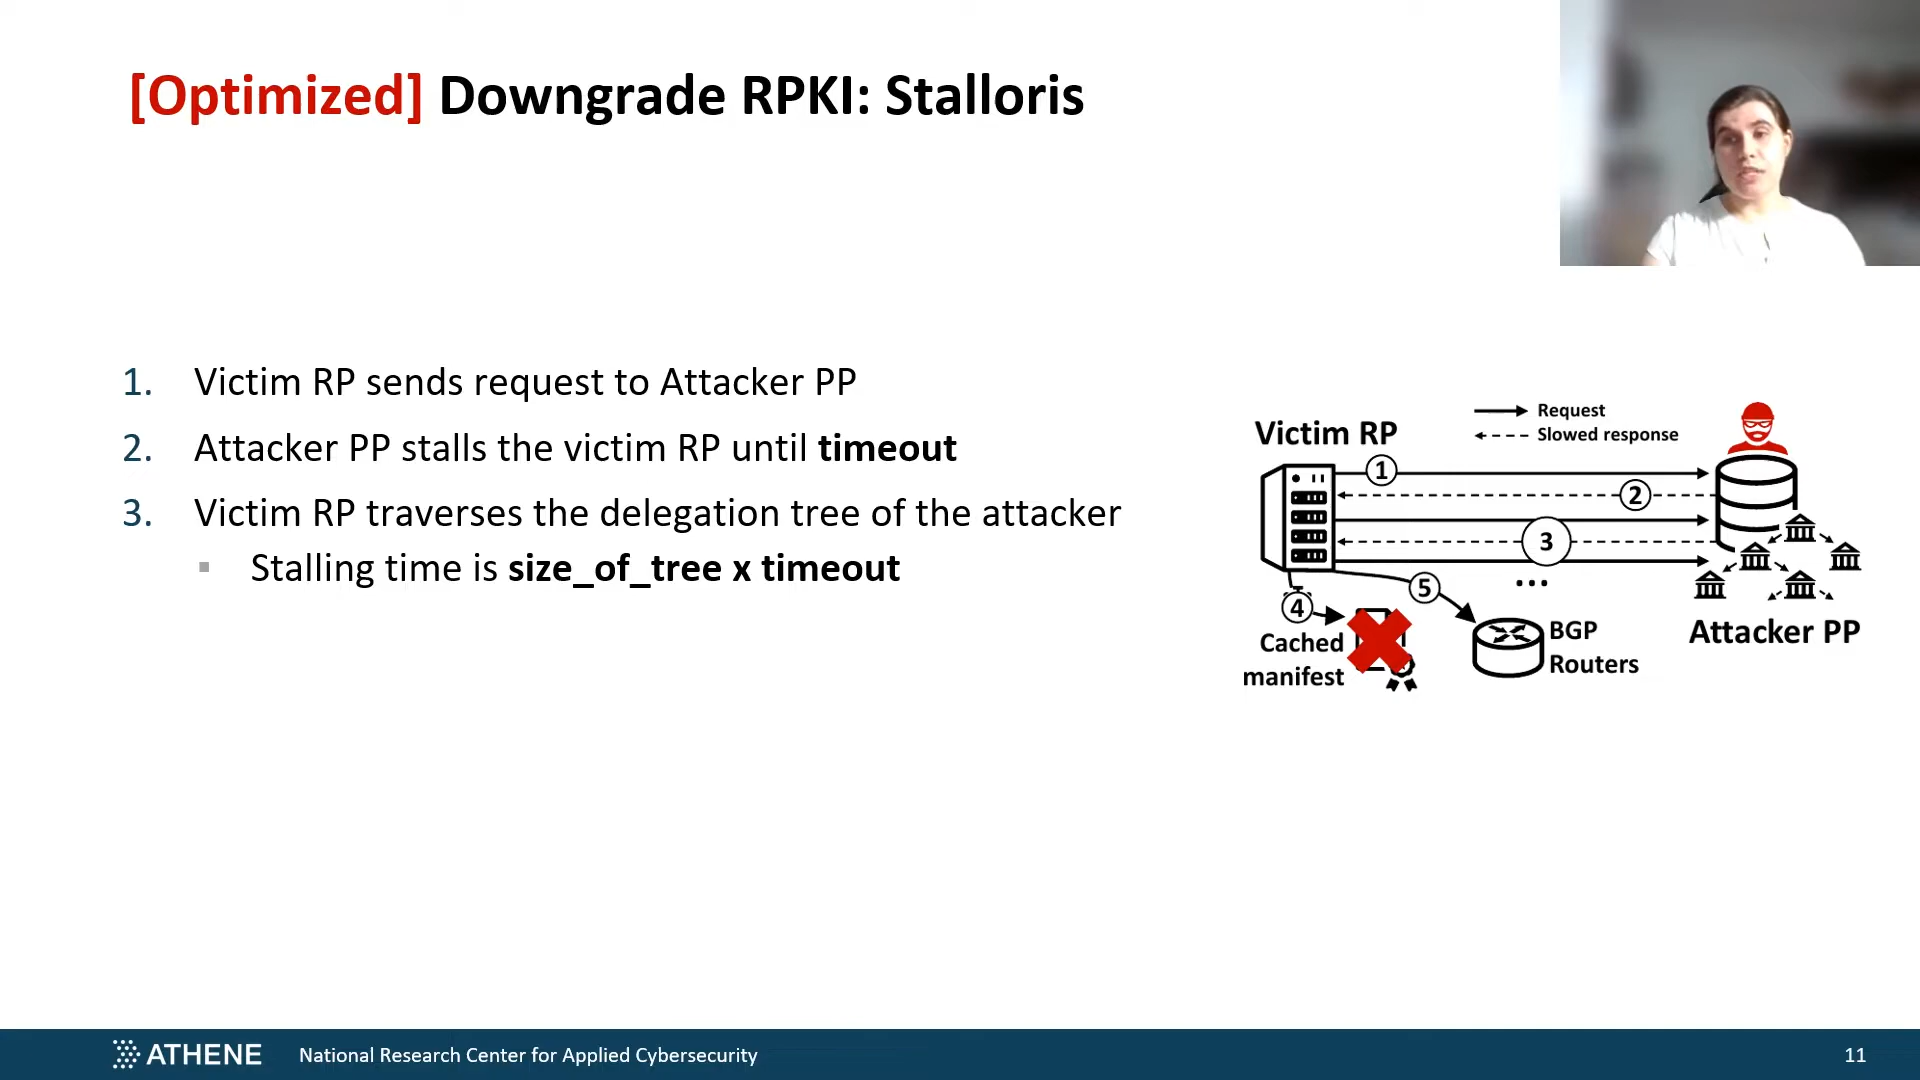 [Optimized] Downgrade RPKI: Stalloris
1. Victim RP sends request to Attacker PP
2. Attacker PP stalls the victim RP until timeout
3. Victim RP traverses the delegation tree of the attacker
▪ Stalling time is size_of_tree x timeout
Request
Slowed response
Victim RP
1
2
3
...
4
5
Cached
manifest
BGP
Routers
Attacker PP
ATHENE National Research Center for Applied Cybersecurity 11